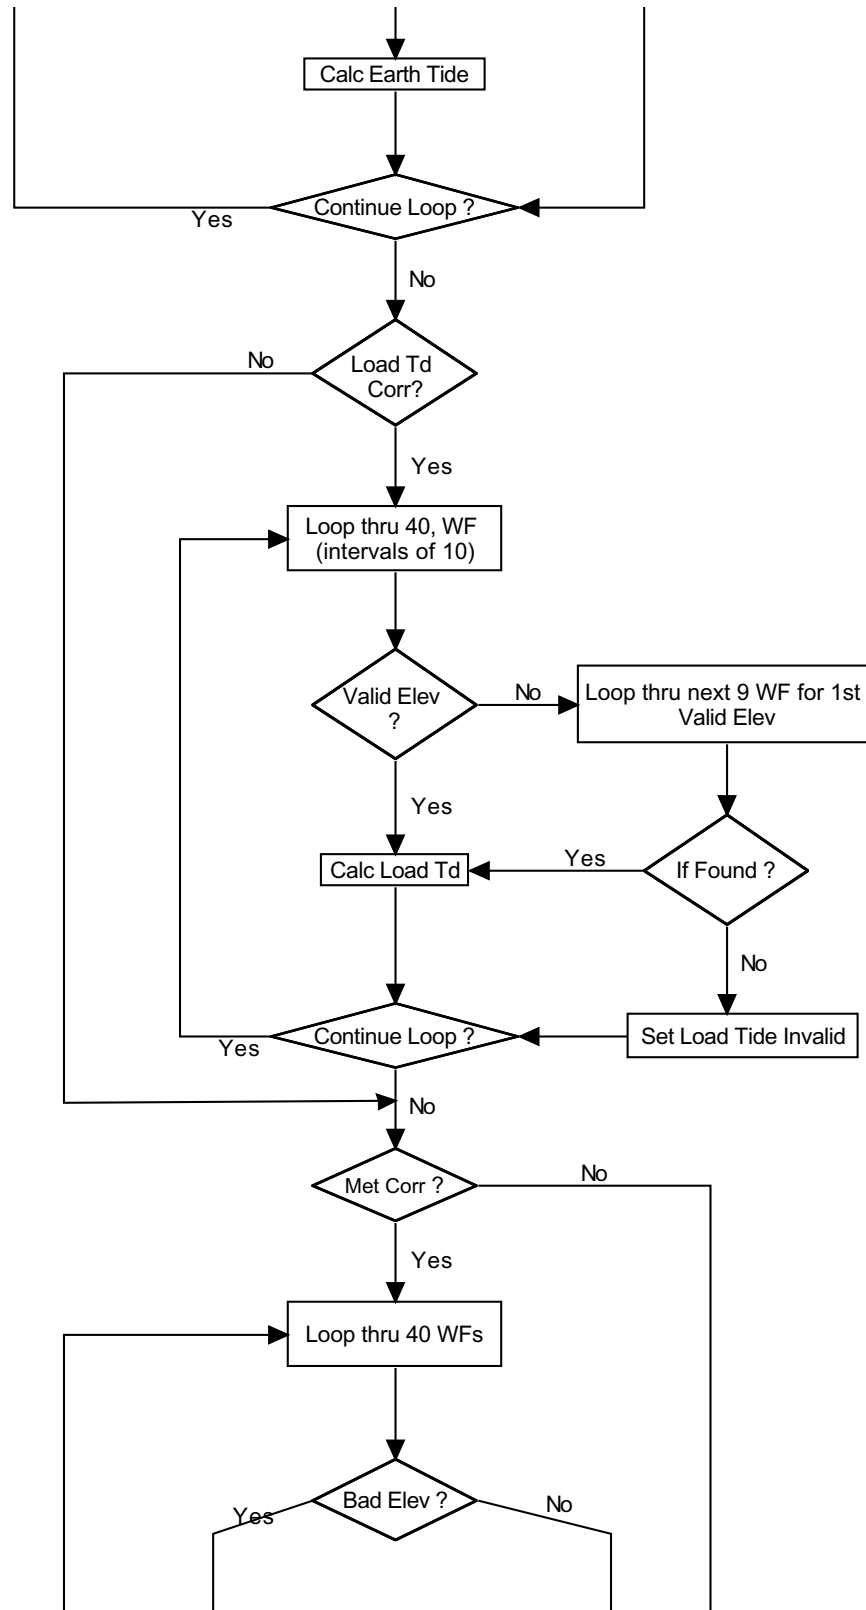 Calc Earth Tide
Continue Loop ?
Yes
No
No
Load Td
Corr?
Yes
Loop thru 40, WF
(intervals of 10)
Valid Elev
?
No
Loop thru next 9 WF for 1st
Valid Elev
Yes
Calc Load Td
Yes
If Found ?
No
Continue Loop ?
Yes
Set Load Tide Invalid
No
Met Corr ?
No
Yes
Loop thru 40 WFs
Bad Elev ?
Yes
No